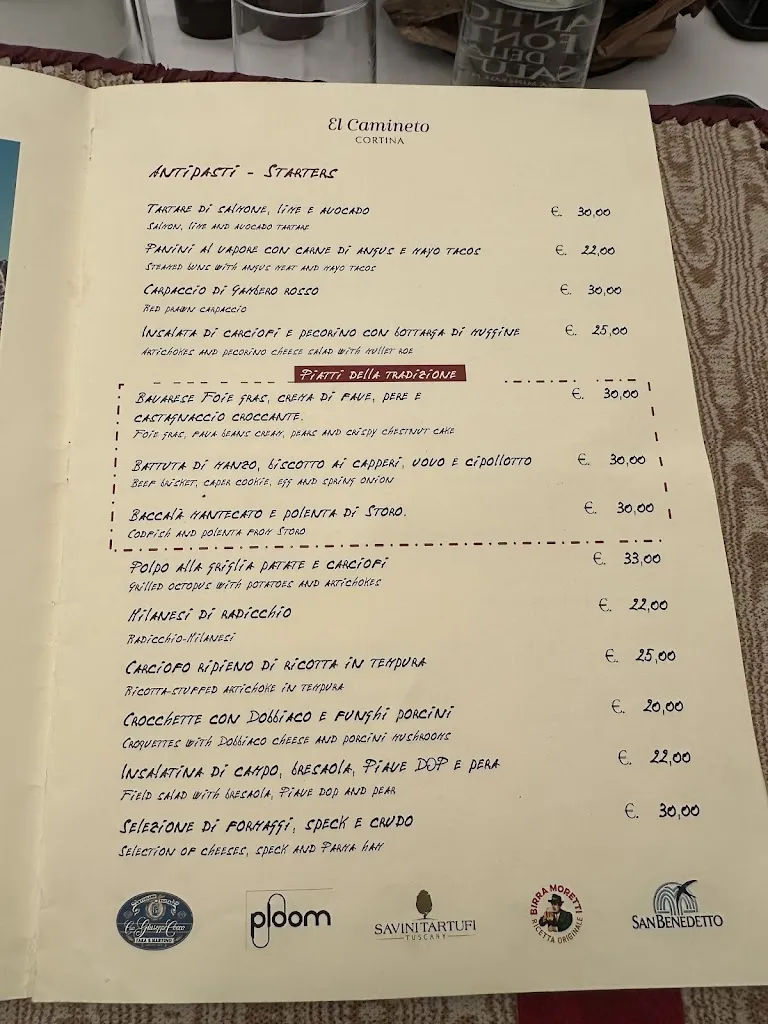 ANTIC
FONT
DELLA
SALU
El Camineto
CORTINA
ANTIPASTI - STARTERS
TARTARE DI SALMONE, LIME E AVOCADO €. 30,00
SALMON, LIME AND AVOCADO TARTARE
PANINI AL VAPORE CON CARNE DI ANGUS E MAYO TACOS €. 22,00
STEAMED BUNS WITH ANGUS MEAT AND MAYO TACOS
CARPACCIO DI GAMBERO ROSSO €. 30,00
RED PRAWN CARPACCIO
INSALATA DI CARCIOFI E PECORINO CON BOTTARGA DI MUGGINE €. 25,00
ARTICHOKES AND PECORINO CHEESE SALAD WITH MULLET ROE
PIATTI DELLA TRADIZIONE
BAVARESE FOIE GRAS, CREMA DI FAVE, PERE E €. 30,00
CASTAGNACCIO CROCCANTE.
FOIE GRAS, FAVA BEANS CREAM, PEARS AND CRISPY CHESTNUT CAKE
BATTUTA DI MANZO, BISCOTTO AI CAPPERI, UOVO E CIPOLLOTTO €. 30,00
BEEF BRISKET, CAPER COOKIE, EGG AND SPRING ONION
BACCALÀ MANTECATO E POLENTA DI STORO. €. 30,00
CODFISH AND POLENTA FROM STORO
POLPO ALLA GRIGLIA PATATE E CARCIOFI €. 33,00
GRILLED OCTOPUS WITH POTATOES AND ARTICHOKES
MILANESI DI RADICCHIO €. 22,00
RADICCHIO-MILANESI
CARCIOFO RIPIENO DI RICOTTA IN TEMPURA €. 25,00
RICOTTA-STUFFED ARTICHOKE IN TEMPURA
CROCCHETTE CON DOBBIACO E FUNGHI PORCINI €. 20,00
CROQUETTES WITH DOBBIACO CHEESE AND PORCINI MUSHROOMS
INSALATINA DI CAMPO, BRESAOLA, PIAVE DOP E PERA €. 22,00
FIELD SALAD WITH BRESAOLA, PIAVE DOP AND PEAR
SELEZIONE DI FORMAGGI, SPECK E CRUDO €. 30,00
SELECTION OF CHEESES, SPECK AND PARMA HAM
Giuseppe Cocco
FARA S. MARTINO
ploom
SAVINI TARTUFI
TUSCANY
BIRRA MORETTI
RICETTA ORIGINALE
SAN BENEDETTO